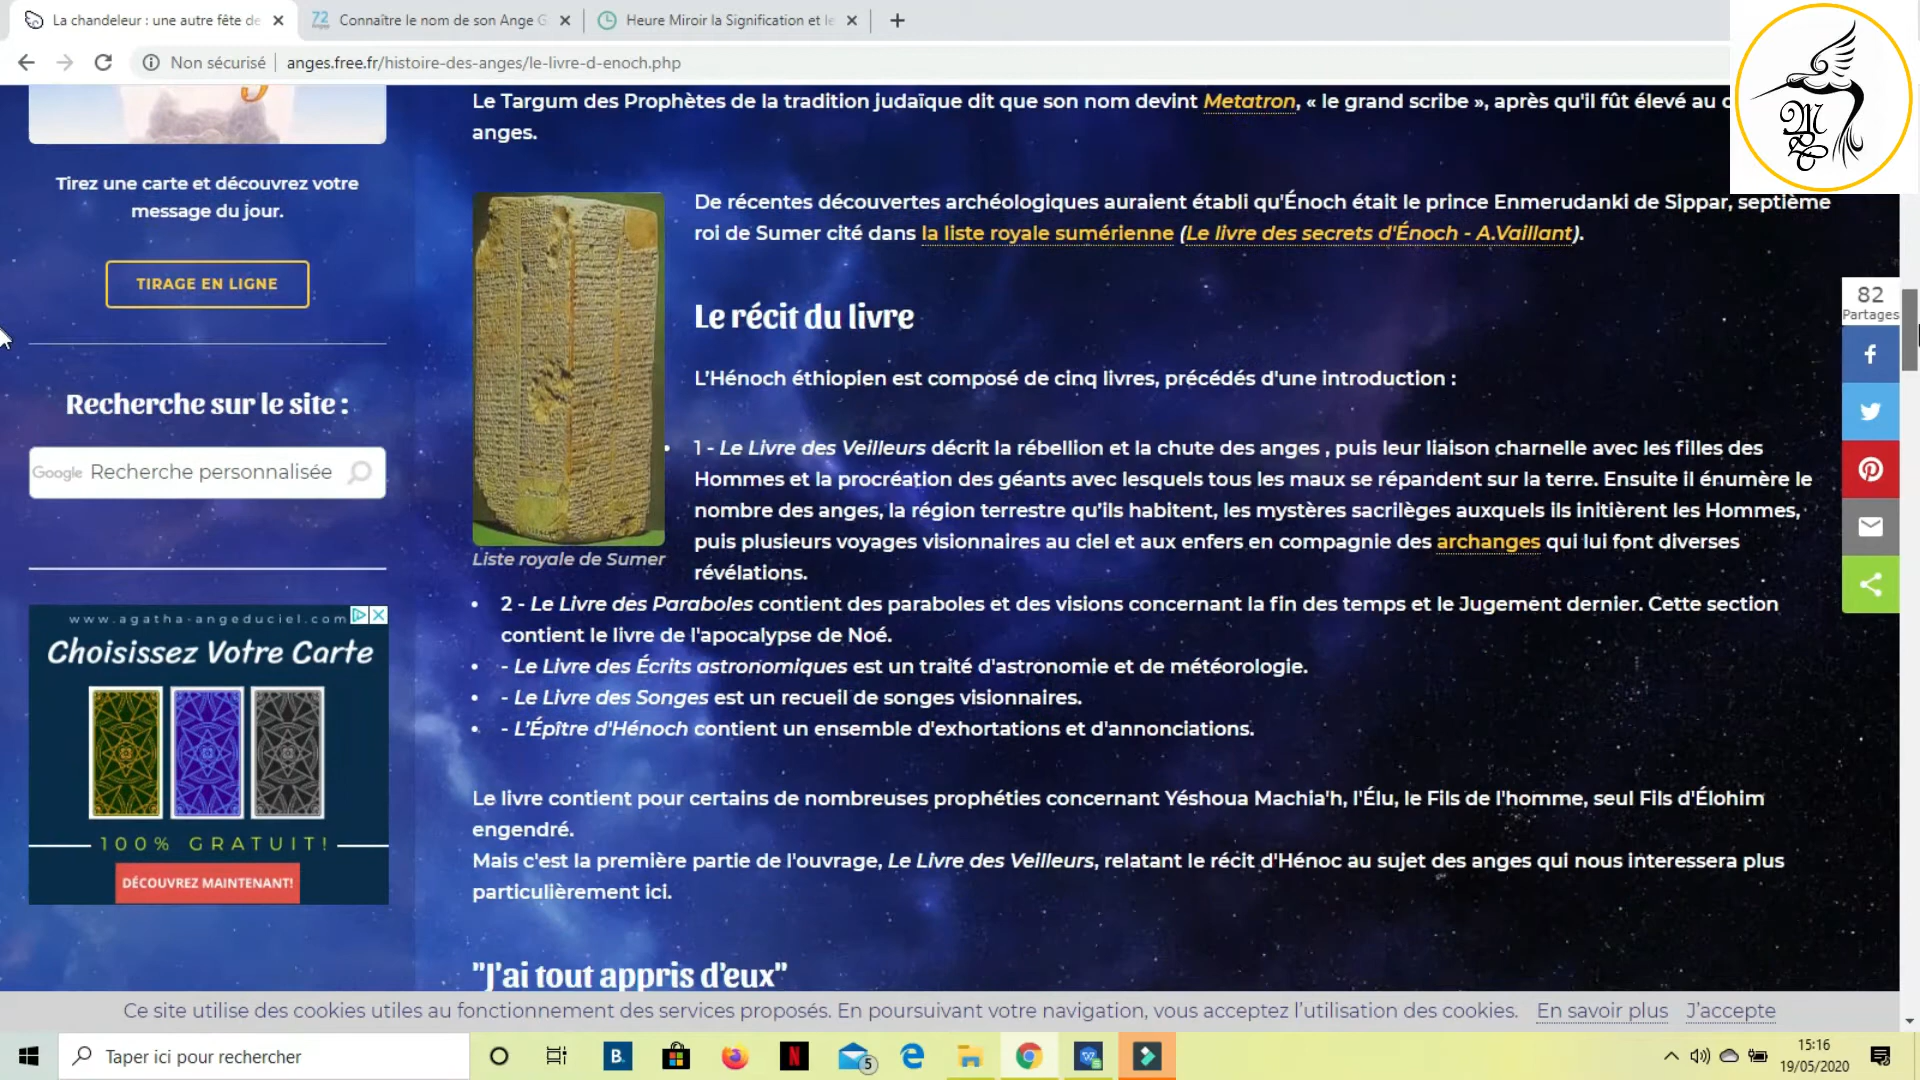 La chandeleur : une autre fête de
Connaître le nom de son Ange G
Heure Miroir la Signification et le
Non sécurisé
anges.free.fr/histoire-des-anges/le-livre-d-enoch.php
Le Targum des Prophètes de la tradition judaïque dit que son nom devint Metatron, « le grand scribe », après qu'il fût élevé au
anges.
Tirez une carte et découvrez votre
message du jour.
TIRAGE EN LIGNE
Recherche sur le site :
Google Recherche personnalisée
www.agatha-angeduciel.com
Choisissez Votre Carte
100% GRATUIT!
DÉCOUVREZ MAINTENANT!
De récentes découvertes archéologiques auraient établi qu'Énoch était le prince Enmerudanki de Sippar, septième
roi de Sumer cité dans la liste royale sumérienne (Le livre des secrets d'Énoch - A.Vaillant).
Le récit du livre
L’Hénoch éthiopien est composé de cinq livres, précédés d'une introduction :
Liste royale de Sumer
• 1 - Le Livre des Veilleurs décrit la rébellion et la chute des anges , puis leur liaison charnelle avec les filles des
Hommes et la procréation des géants avec lesquels tous les maux se répandent sur la terre. Ensuite il énumère le
nombre des anges, la région terrestre qu’ils habitent, les mystères sacrilèges auxquels ils initièrent les Hommes,
puis plusieurs voyages visionnaires au ciel et aux enfers en compagnie des archanges qui lui font diverses
révélations.
• 2 - Le Livre des Paraboles contient des paraboles et des visions concernant la fin des temps et le Jugement dernier. Cette section
contient le livre de l'apocalypse de Noé.
• - Le Livre des Écrits astronomiques est un traité d'astronomie et de météorologie.
• - Le Livre des Songes est un recueil de songes visionnaires.
• - L’Épître d'Hénoch contient un ensemble d'exhortations et d'annonciations.
Le livre contient pour certains de nombreuses prophéties concernant Yéshoua Machia'h, l'Élu, le Fils de l'homme, seul Fils d'Élohim
engendré.
Mais c'est la première partie de l'ouvrage, Le Livre des Veilleurs, relatant le récit d'Hénoc au sujet des anges qui nous interessera plus
particulièrement ici.
"J'ai tout appris d'eux"
82
Partages
Ce site utilise des cookies utiles au fonctionnement des services proposés. En poursuivant votre navigation, vous acceptez l’utilisation des cookies. En savoir plus J’accepte
Taper ici pour rechercher
B.
5
15:16
19/05/2020